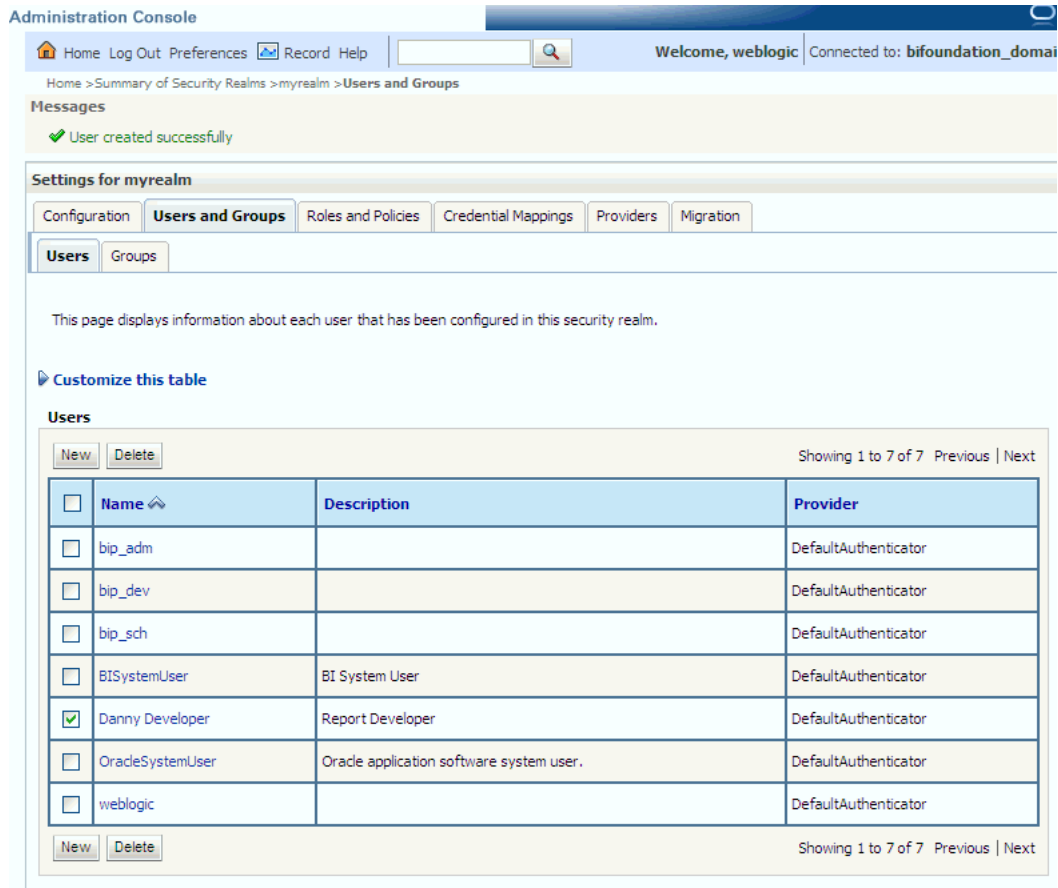 Administration Console
Home Log Out Preferences Record Help
Welcome, weblogic Connected to: bifoundation_domai
Home >Summary of Security Realms >myrealm >Users and Groups
Messages
User created successfully
Settings for myrealm
Configuration Users and Groups Roles and Policies Credential Mappings Providers Migration
Users Groups
This page displays information about each user that has been configured in this security realm.
Customize this table
Users
New Delete Showing 1 to 7 of 7 Previous | Next
Name Description Provider
bip_adm DefaultAuthenticator
bip_dev DefaultAuthenticator
bip_sch DefaultAuthenticator
BISystemUser BI System User DefaultAuthenticator
Danny Developer Report Developer DefaultAuthenticator
OracleSystemUser Oracle application software system user. DefaultAuthenticator
weblogic DefaultAuthenticator
New Delete Showing 1 to 7 of 7 Previous | Next